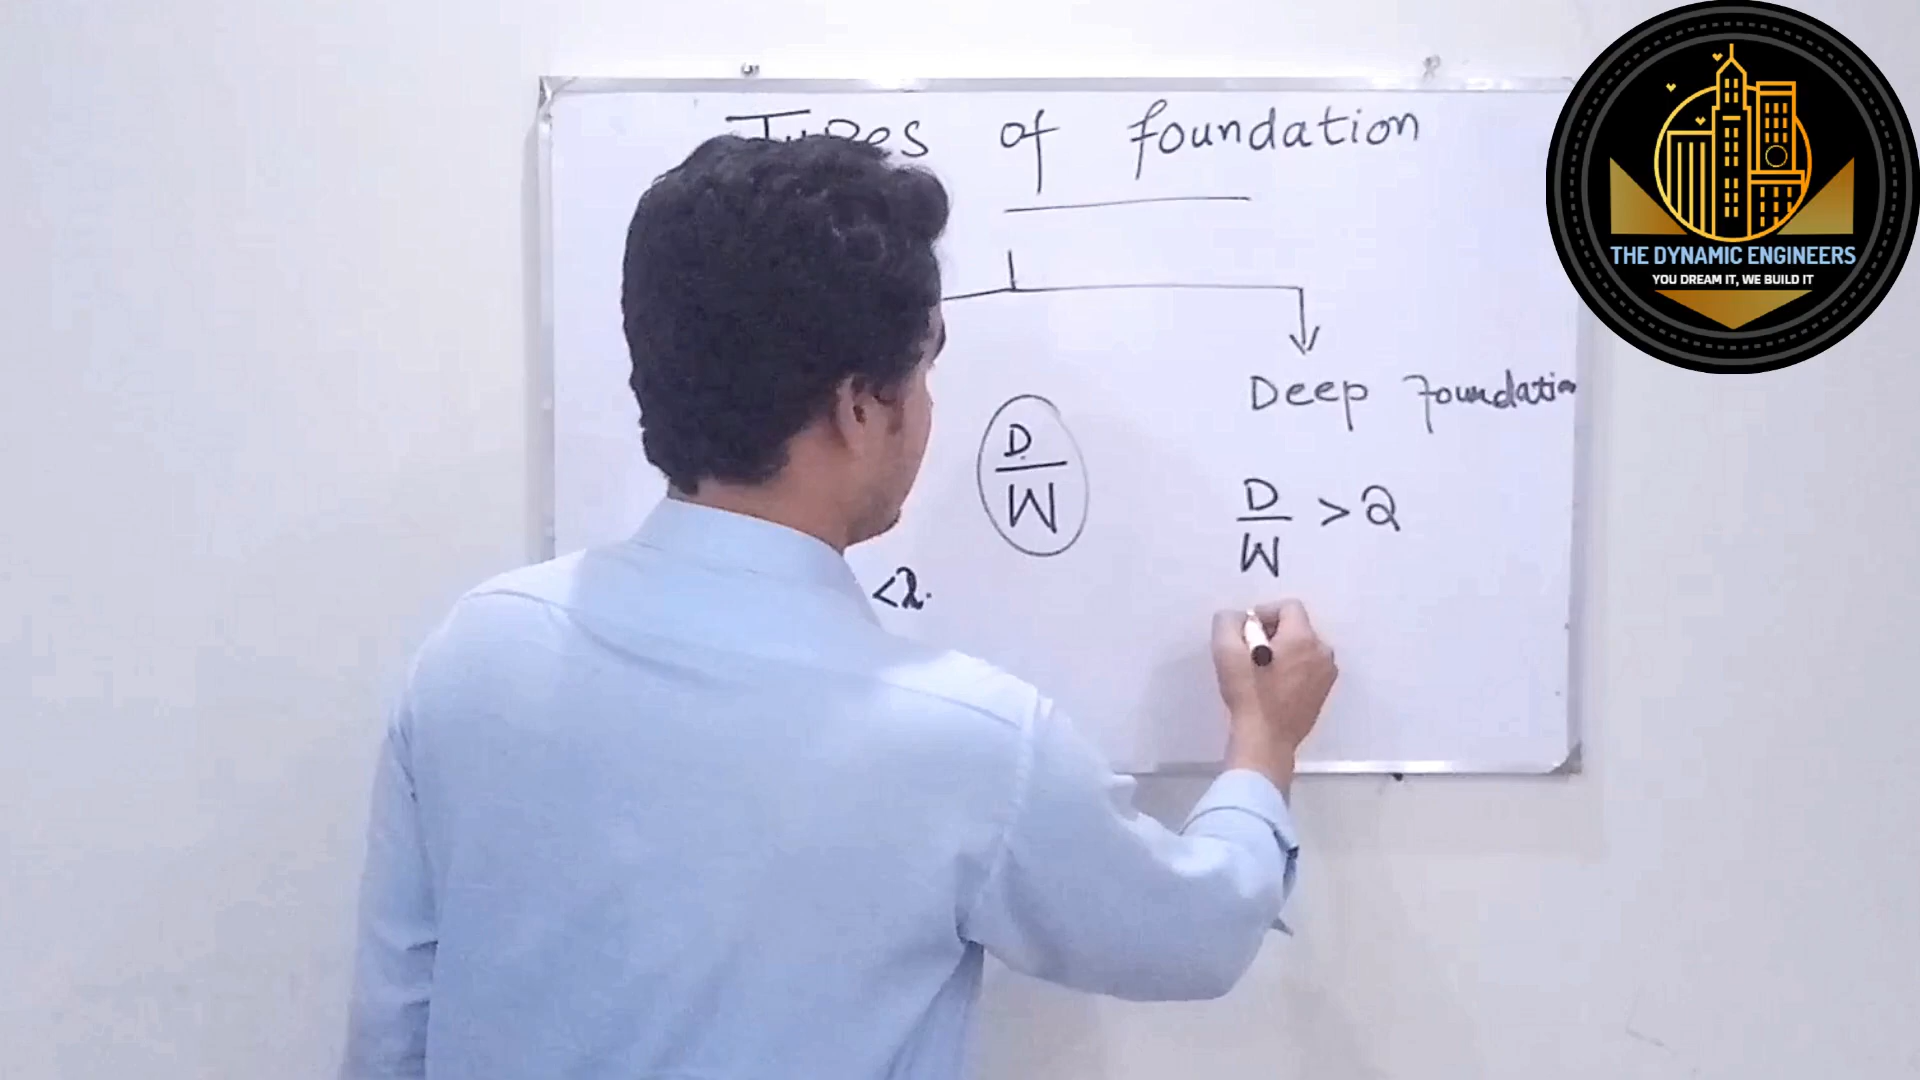 Types of foundation
Deep foundation
D
W
D
W
> 2
<2.
THE DYNAMIC ENGINEERS
YOU DREAM IT, WE BUILD IT